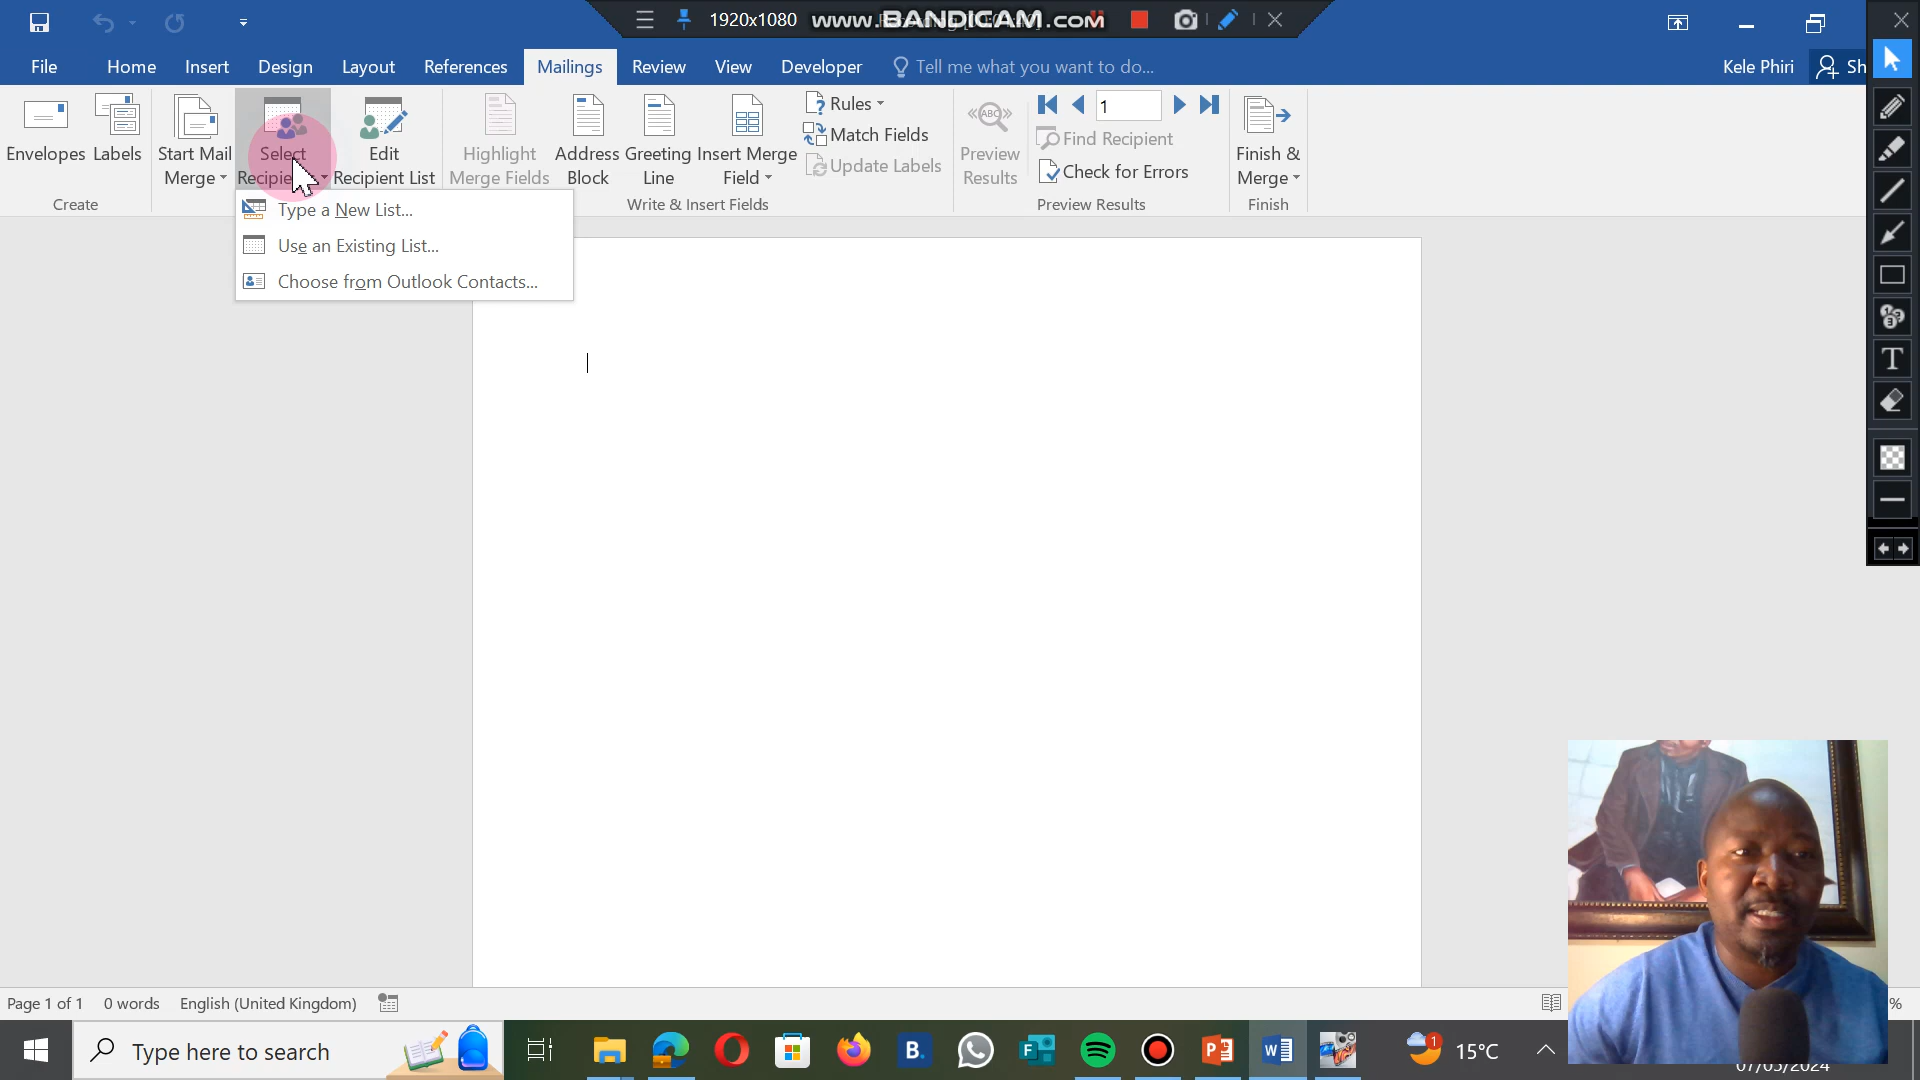 1920x1080 www.BANDICAM.com
File Home Insert Design Layout References Mailings Review View Developer Tell me what you want to do... Kele Phiri Sh
Envelopes Labels
Create
Start Mail Merge
Select
Edit Recipient List
Highlight Merge Fields
Address Block
Greeting Line
Insert Merge Field
Rules
Match Fields
Update Labels
Write & Insert Fields
ABC
Preview Results
1
Find Recipient
Check for Errors
Preview Results
Finish & Merge
Finish
Type a New List...
Use an Existing List...
Choose from Outlook Contacts...
T
Page 1 of 1 0 words English (United Kingdom) %
Type here to search
B.
1 15°C